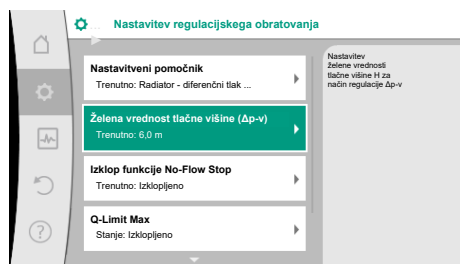 ... Nastavitev regulacijskega obratovanja
Nastavitveni pomočnik
Trenutno: Radiator - diferenčni tlak ...
Želena vrednost tlačne višine (Δp-v)
Trenutno: 6,0 m
Izklop funkcije No-Flow Stop
Trenutno: Izklopljeno
Q-Limit Max
Stanje: Izklopljeno
Nastavitev
želene vrednosti
tlačne višine H za
način regulacije Δp-v
?